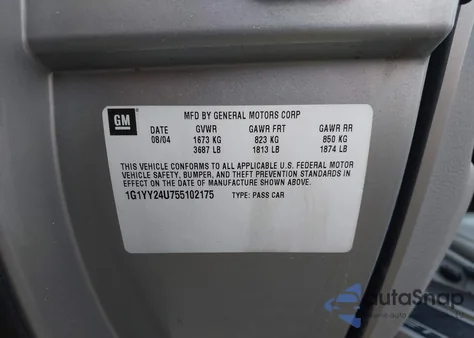 GM
MFD BY GENERAL MOTORS CORP
DATE GVWR GAWR FRT GAWR RR
08/04 1673 KG 823 KG 850 KG
3687 LB 1813 LB 1874 LB
THIS VEHICLE CONFORMS TO ALL APPLICABLE U.S. FEDERAL MOTOR
VEHICLE SAFETY, BUMPER, AND THEFT PREVENTION STANDARDS
IN EFFECT ON THE DATE OF MANUFACTURE SHOWN ABOVE.
1G1YY24U755102175 TYPE: PASS CAR
AutoSnap